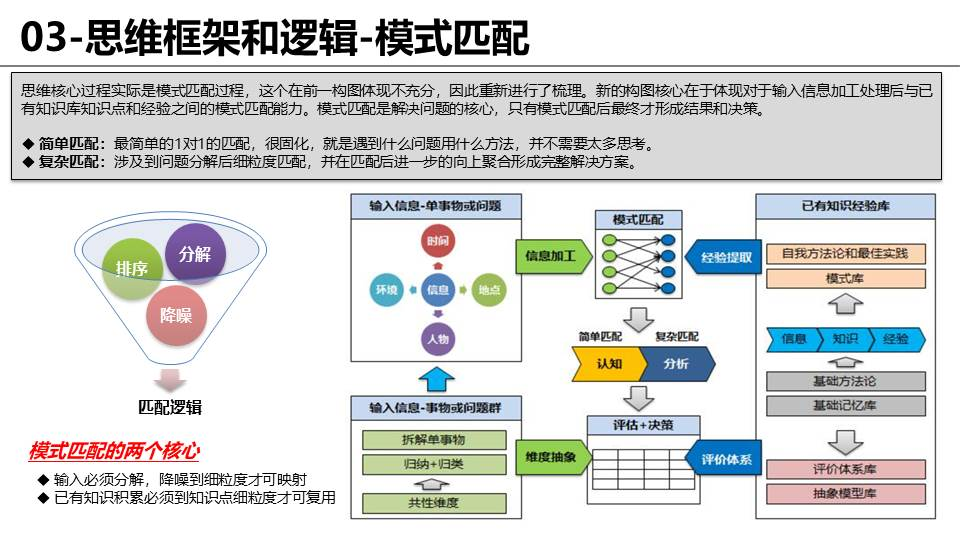 03-思维框架和逻辑-模式匹配
思维核心过程实际是模式匹配过程，这个在前一构图体现不充分，因此重新进行了梳理。新的构图核心在于体现对于输入信息加工处理后与已
有知识库知识点和经验之间的模式匹配能力。模式匹配是解决问题的核心，只有模式匹配后最终才形成结果和决策。
◆ 简单匹配：最简单的1对1的匹配，很固化，就是遇到什么问题用什么方法，并不需要太多思考。
◆ 复杂匹配：涉及到问题分解后细粒度匹配，并在匹配后进一步的向上聚合形成完整解决方案。
排序
分解
降噪
匹配逻辑
模式匹配的两个核心
◆ 输入必须分解，降噪到细粒度才可映射
◆ 已有知识积累必须到知识点细粒度才可复用
输入信息-单事物或问题
时间
环境
信息
地点
人物
输入信息-事物或问题群
拆解单事物
归纳+归类
共性维度
信息加工
维度抽象
模式匹配
简单匹配
复杂匹配
认知
分析
评估+决策
经验提取
评价体系
已有知识经验库
自我方法论和最佳实践
模式库
信息
知识
经验
基础方法论
基础记忆库
评价体系库
抽象模型库